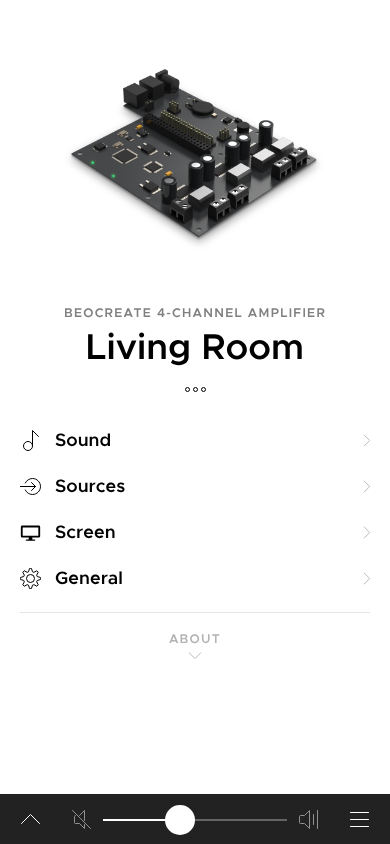 BEOCREATE 4-CHANNEL AMPLIFIER
Living Room
Sound
Sources
Screen
General
ABOUT